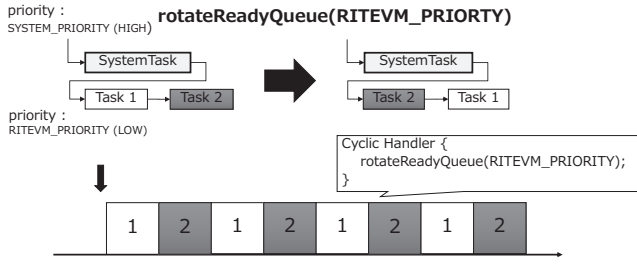 priority :
SYSTEM_PRIORITY (HIGH)
rotateReadyQueue(RITEVM_PRIORTY)
SystemTask
Task 1
Task 2
SystemTask
Task 2
Task 1
priority :
RITEVM_PRIORITY (LOW)
Cyclic Handler {
rotateReadyQueue(RITEVM_PRIORITY);
}
1 2 1 2 1 2 1 2